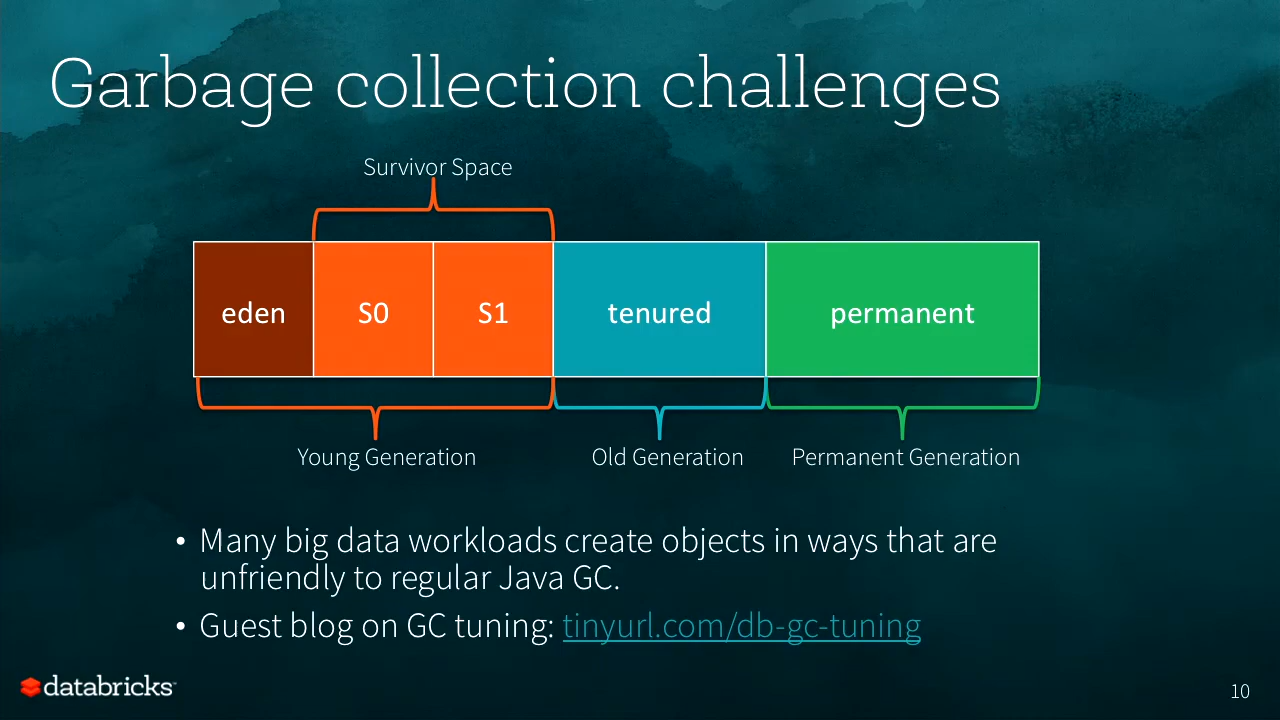 Garbage collection challenges
Survivor Space
eden
S0
S1
tenured
permanent
Young Generation
Old Generation
Permanent Generation
• Many big data workloads create objects in ways that are
unfriendly to regular Java GC.
• Guest blog on GC tuning: tinyurl.com/db-gc-tuning
databricks
10